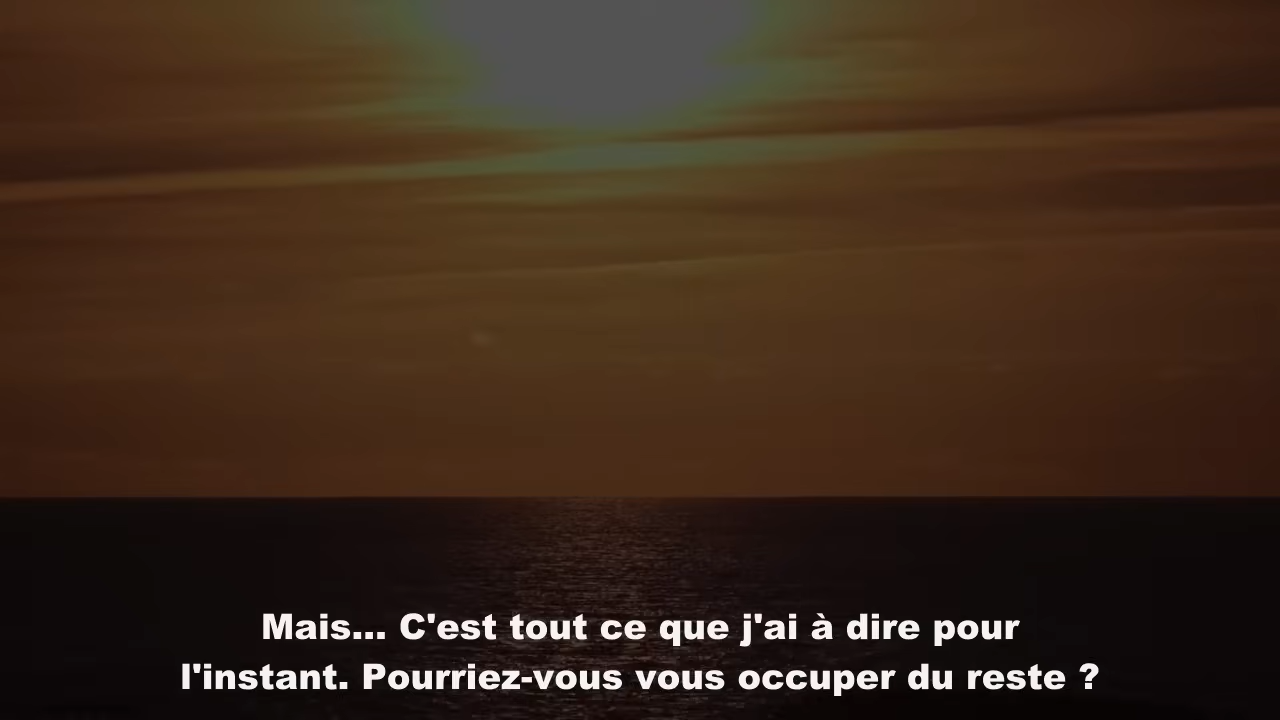 Mais... C'est tout ce que j'ai à dire pour
l'instant. Pourriez-vous vous occuper du reste ?